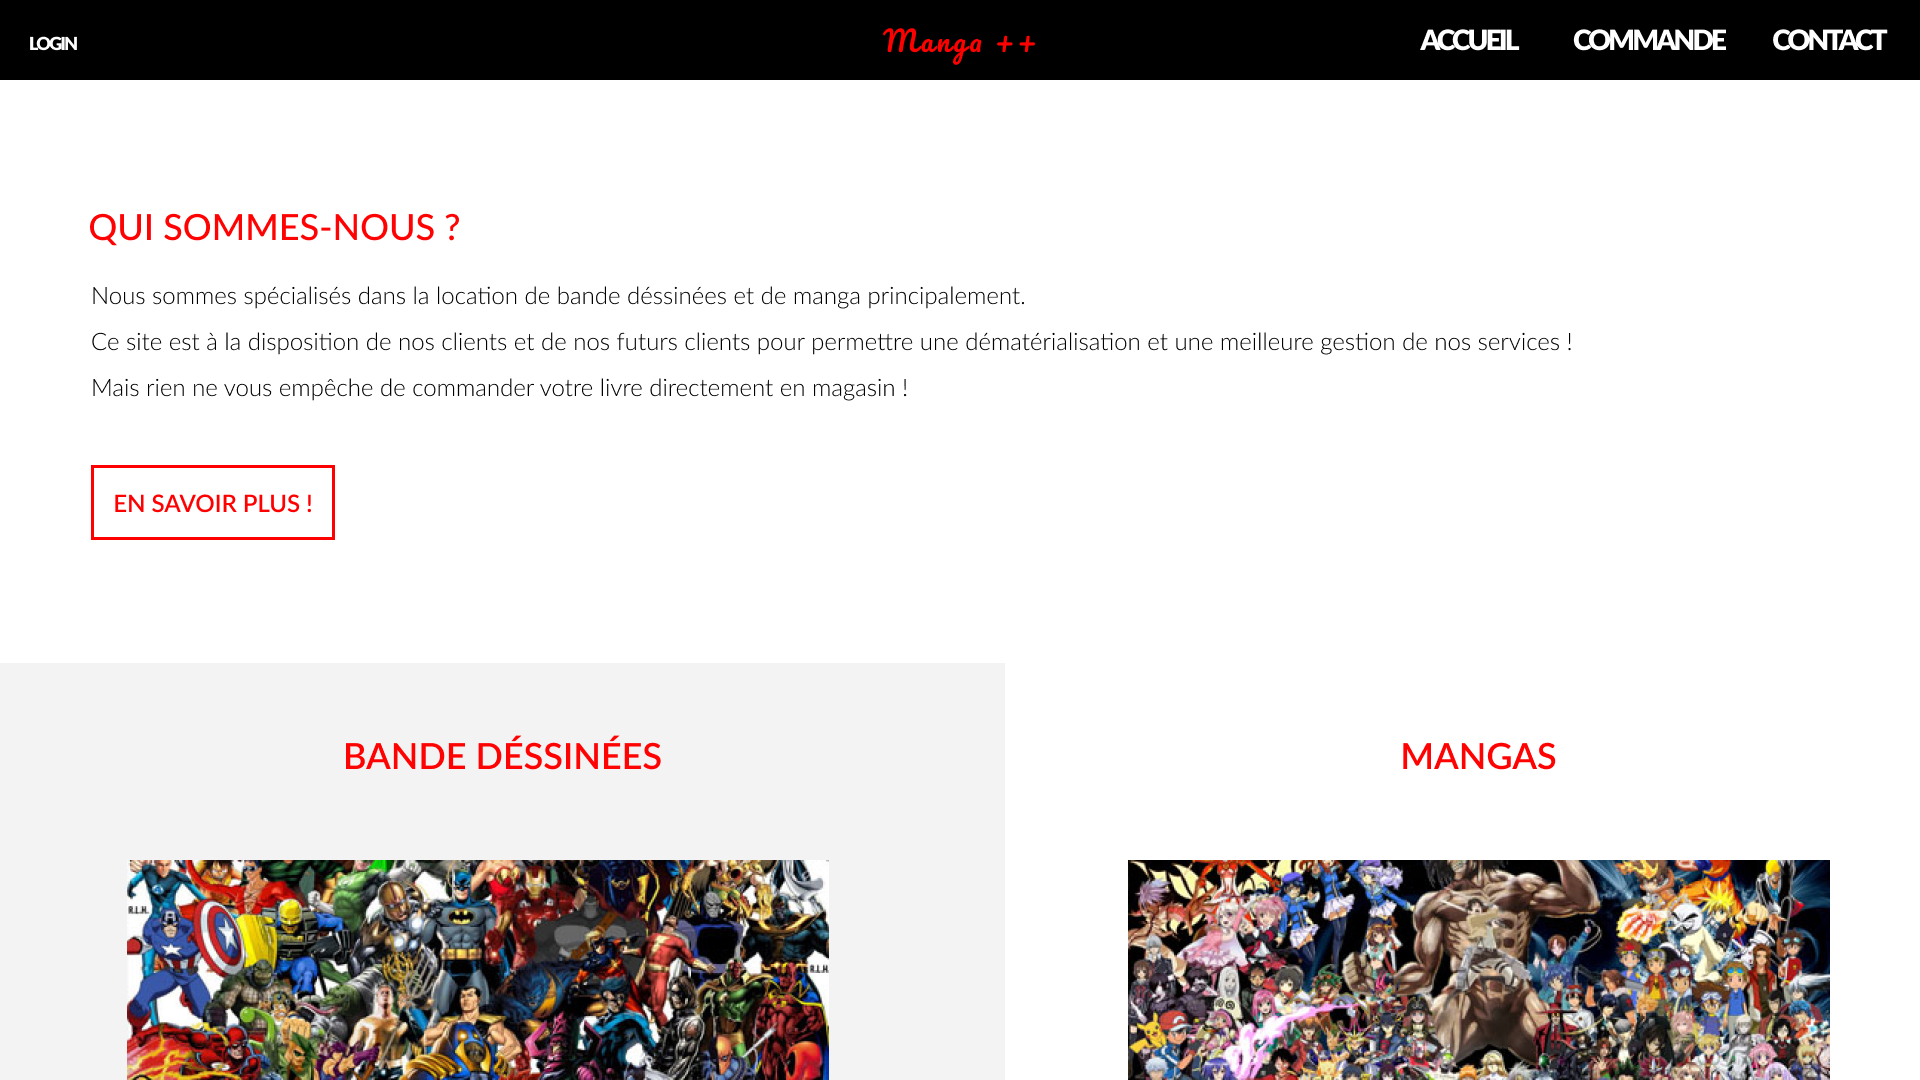 LOGIN
Manga ++
ACCUEIL
COMMANDE
CONTACT
QUI SOMMES-NOUS ?
Nous sommes spécialisés dans la location de bande déssinées et de manga principalement.
Ce site est à la disposition de nos clients et de nos futurs clients pour permettre une dématérialisation et une meilleure gestion de nos services !
Mais rien ne vous empêche de commander votre livre directement en magasin !
EN SAVOIR PLUS !
BANDE DÉSSINÉES
MANGAS
R.L.H.
R.L.H.